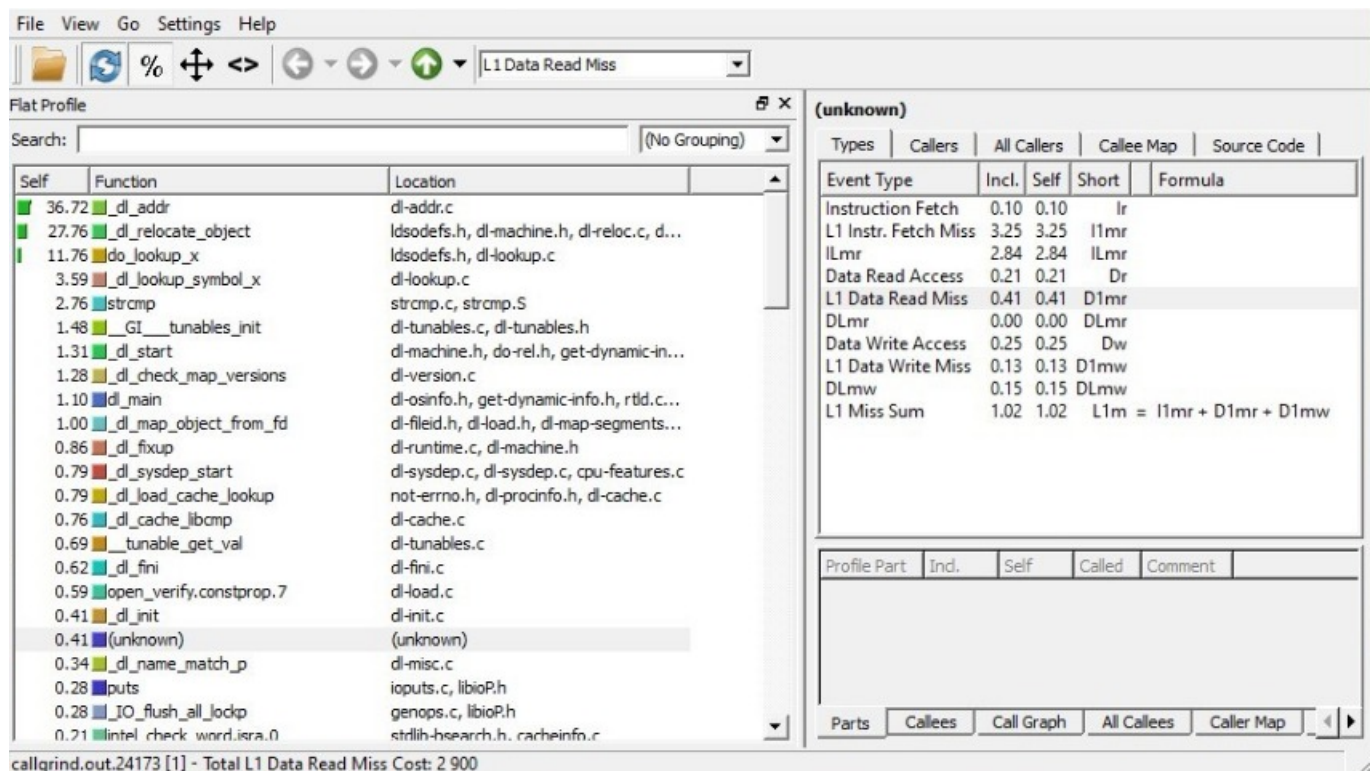 File View Go Settings Help
% <> L1 Data Read Miss
Flat Profile
Search: (No Grouping)
Self Function Location
36.72 _dl_addr dl-addr.c
27.76 _dl_relocate_object ldsodefs.h, dl-machine.h, dl-reloc.c, d...
11.76 do_lookup_x ldsodefs.h, dl-lookup.c
3.59 _dl_lookup_symbol_x dl-lookup.c
2.76 strcmp strcmp.c, strcmp.S
1.48 __GI___tunables_init dl-tunables.c, dl-tunables.h
1.31 _dl_start dl-machine.h, do-rel.h, get-dynamic-in...
1.28 _dl_check_map_versions dl-version.c
1.10 dl_main dl-osinfo.h, get-dynamic-info.h, rtld.c...
1.00 _dl_map_object_from_fd dl-fileid.h, dl-load.h, dl-map-segments...
0.86 _dl_fixup dl-runtime.c, dl-machine.h
0.79 _dl_sysdep_start dl-sysdep.c, dl-sysdep.c, cpu-features.c
0.79 _dl_load_cache_lookup not-errno.h, dl-procinfo.h, dl-cache.c
0.76 _dl_cache_libcmp dl-cache.c
0.69 __tunable_get_val dl-tunables.c
0.62 _dl_fini dl-fini.c
0.59 open_verify.constprop.7 dl-load.c
0.41 _dl_init dl-init.c
0.41 (unknown) (unknown)
0.34 _dl_name_match_p dl-misc.c
0.28 puts ioputs.c, libioP.h
0.28 _IO_flush_all_lockp genops.c, libioP.h
0.21 intel_check_word.isra.0 stdlib-bsearch.h, cacheinfo.c
(unknown)
Types Callers All Callers Callee Map Source Code
Event Type Incl. Self Short Formula
Instruction Fetch 0.10 0.10 Ir
L1 Instr. Fetch Miss 3.25 3.25 I1mr
ILmr 2.84 2.84 ILmr
Data Read Access 0.21 0.21 Dr
L1 Data Read Miss 0.41 0.41 D1mr
DLmr 0.00 0.00 DLmr
Data Write Access 0.25 0.25 Dw
L1 Data Write Miss 0.13 0.13 D1mw
DLmw 0.15 0.15 DLmw
L1 Miss Sum 1.02 1.02 L1m = I1mr + D1mr + D1mw
Profile Part Incl. Self Called Comment
Parts Callees Call Graph All Callees Caller Map
callgrind.out.24173 [1] - Total L1 Data Read Miss Cost: 2 900